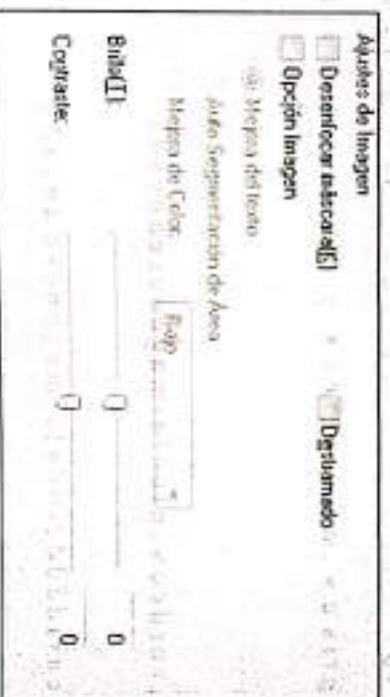 Ajustes de Imagen
Desenfocar máscara(G) Destramado
Opción Imagen
Mejora del texto
Auto Segmentación de Área
Mejora de Color: Rojo
Brillo(T): 0
Contraste: 0